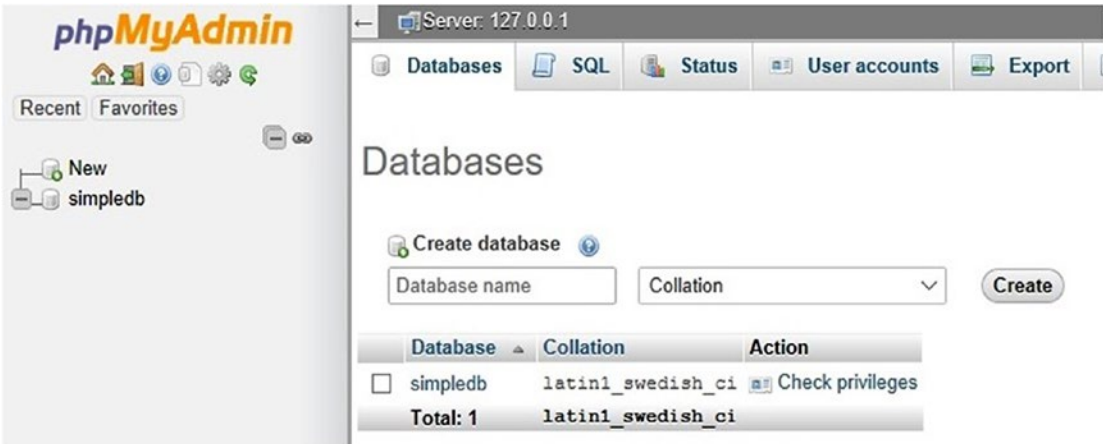 phpMyAdmin
Recent Favorites
New
simpledb
Server: 127.0.0.1
Databases SQL Status User accounts Export
Databases
Create database
Database name Collation Create
Database Collation Action
simpledb latin1_swedish_ci Check privileges
Total: 1 latin1_swedish_ci